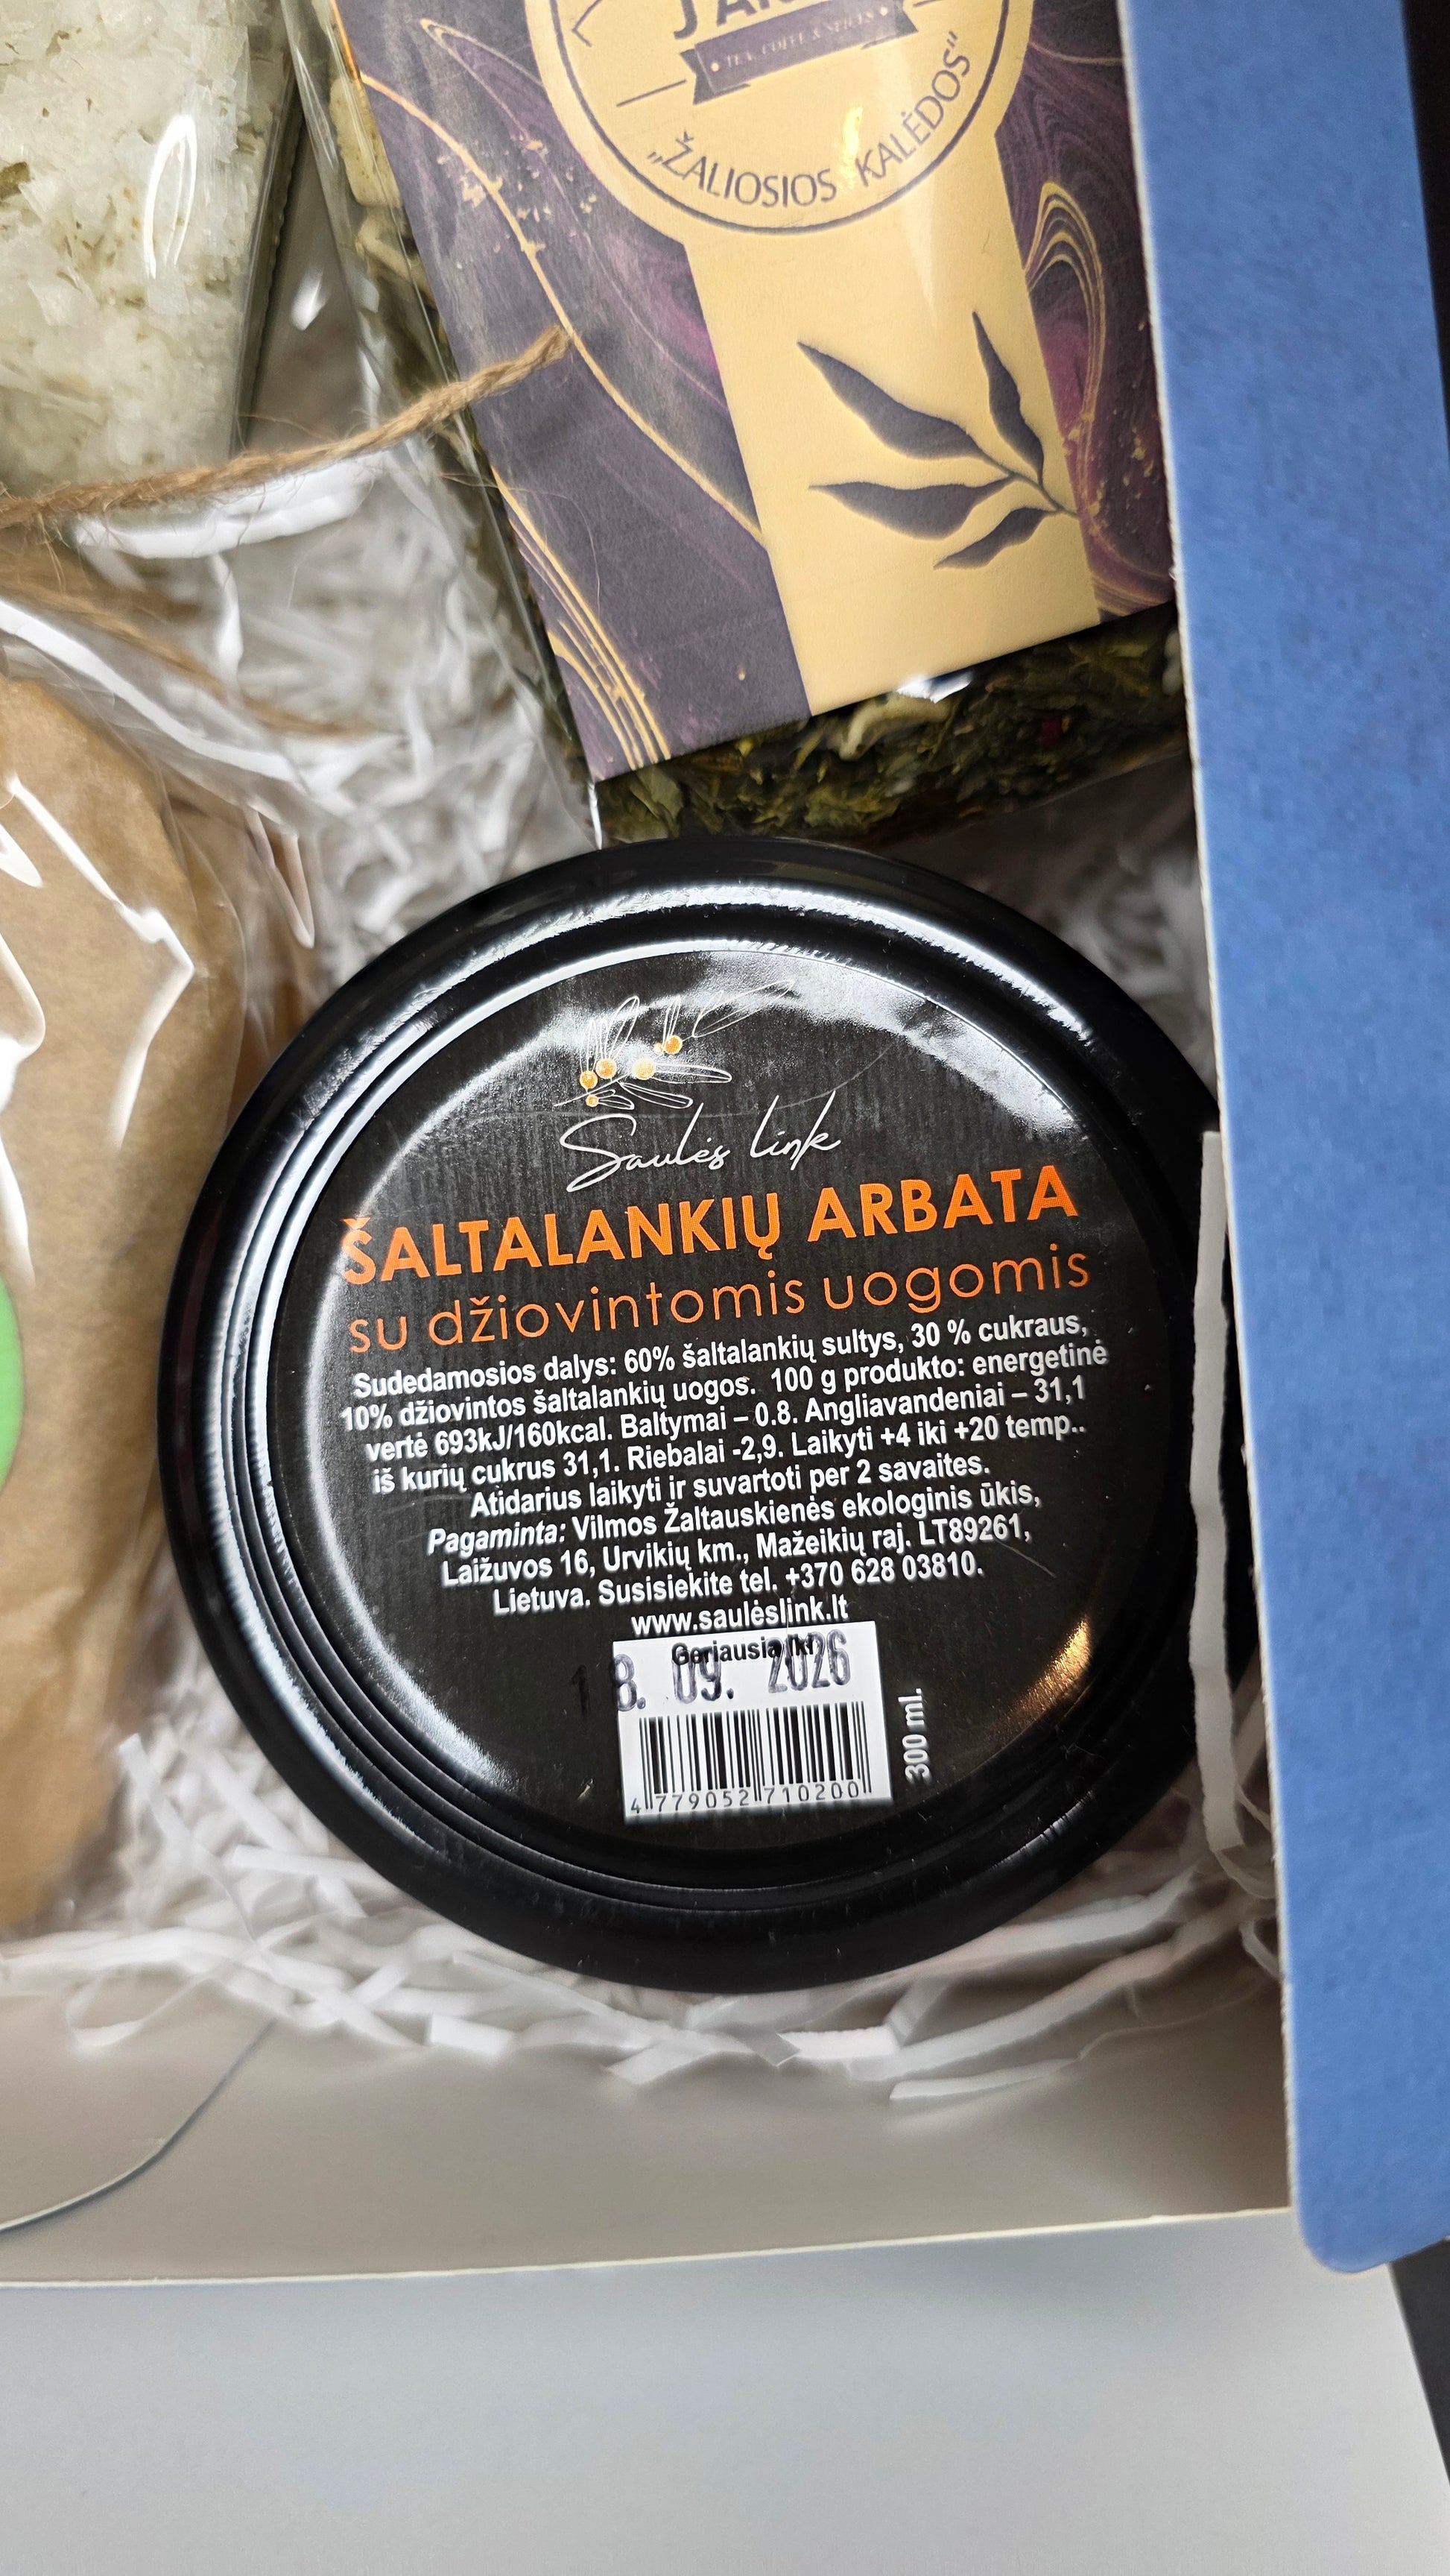 TEA, COFFE & SPICES
„ŽALIOSIOS KALĖDOS“
Saulės link
ŠALTALANKIŲ ARBATA
su džiovintomis uogomis
Sudedamosios dalys: 60% šaltalankių sultys, 30 % cukraus,
10% džiovintos šaltalankių uogos. 100 g produkto: energetinė
vertė 693kJ/160kcal. Baltymai – 0.8. Angliavandeniai – 31,1
iš kurių cukrus 31,1. Riebalai -2,9. Laikyti +4 iki +20 temp..
Atidarius laikyti ir suvartoti per 2 savaites.
Pagaminta: Vilmos Žaltauskienės ekologinis ūkis,
Laižuvos 16, Urvikių km., Mažeikių raj. LT89261,
Lietuva. Susisiekite tel. +370 628 03810.
www.saulėslink.lt
Geriausia iki
18. 09. 2026
4 779052 710200
300 ml.